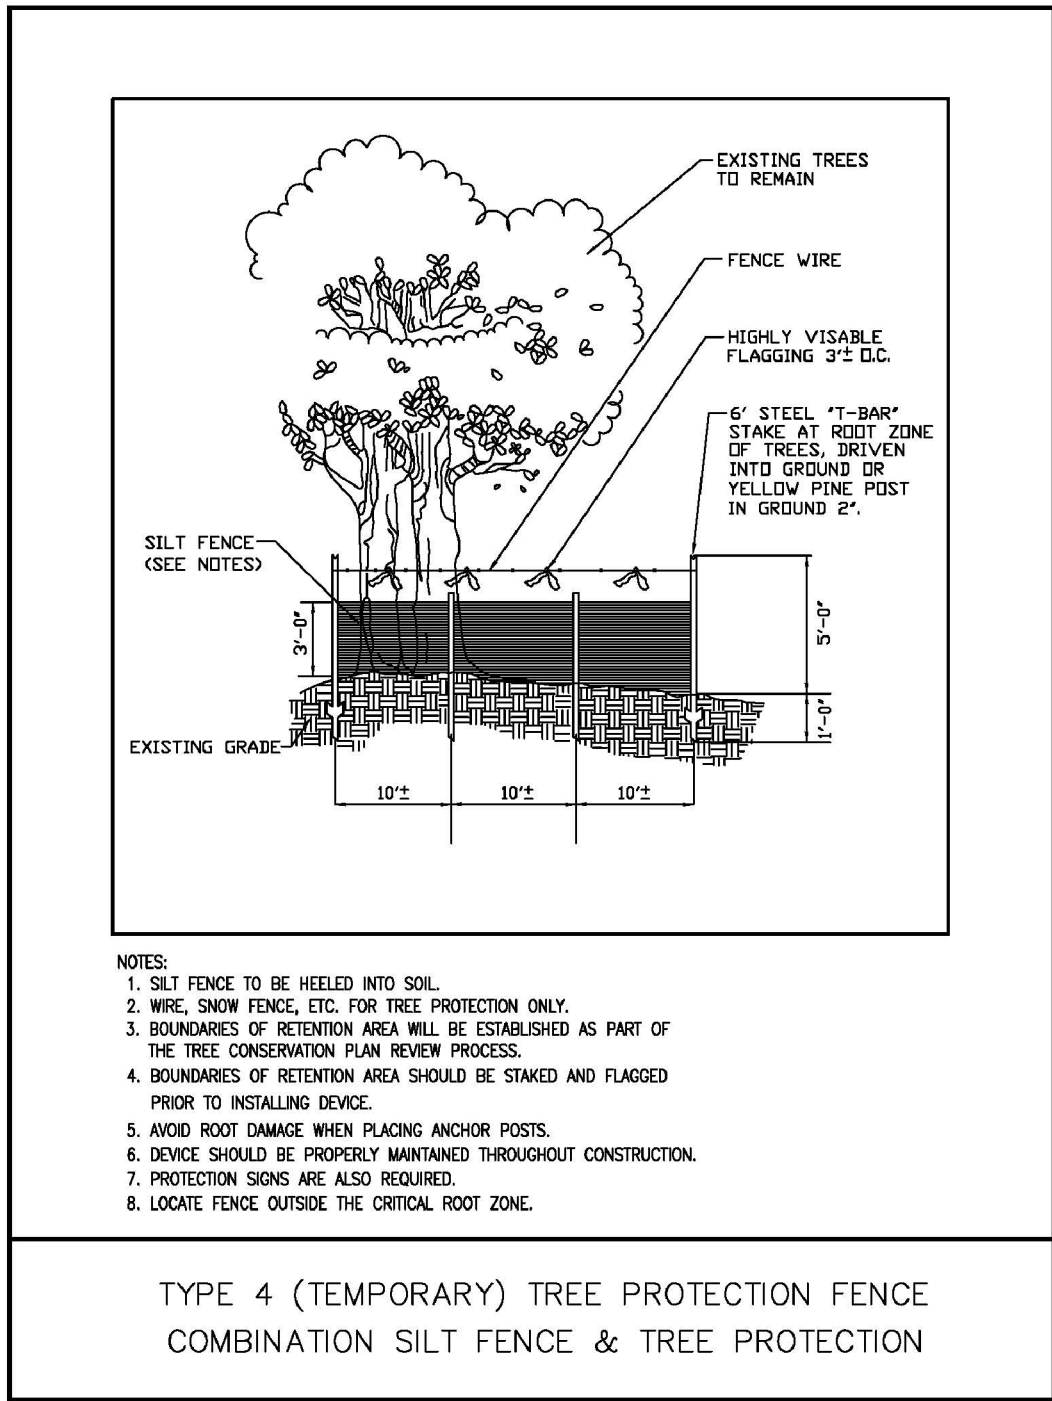 EXISTING TREES
TO REMAIN
FENCE WIRE
HIGHLY VISABLE
FLAGGING 3'± O.C.
6' STEEL "T-BAR"
STAKE AT ROOT ZONE
OF TREES, DRIVEN
INTO GROUND OR
YELLOW PINE POST
IN GROUND 2".
SILT FENCE
(SEE NOTES)
3'-0"
5'-0"
1'-0"
EXISTING GRADE
10'± 10'± 10'±
NOTES:
1. SILT FENCE TO BE HEELED INTO SOIL.
2. WIRE, SNOW FENCE, ETC. FOR TREE PROTECTION ONLY.
3. BOUNDARIES OF RETENTION AREA WILL BE ESTABLISHED AS PART OF
THE TREE CONSERVATION PLAN REVIEW PROCESS.
4. BOUNDARIES OF RETENTION AREA SHOULD BE STAKED AND FLAGGED
PRIOR TO INSTALLING DEVICE.
5. AVOID ROOT DAMAGE WHEN PLACING ANCHOR POSTS.
6. DEVICE SHOULD BE PROPERLY MAINTAINED THROUGHOUT CONSTRUCTION.
7. PROTECTION SIGNS ARE ALSO REQUIRED.
8. LOCATE FENCE OUTSIDE THE CRITICAL ROOT ZONE.
TYPE 4 (TEMPORARY) TREE PROTECTION FENCE
COMBINATION SILT FENCE & TREE PROTECTION